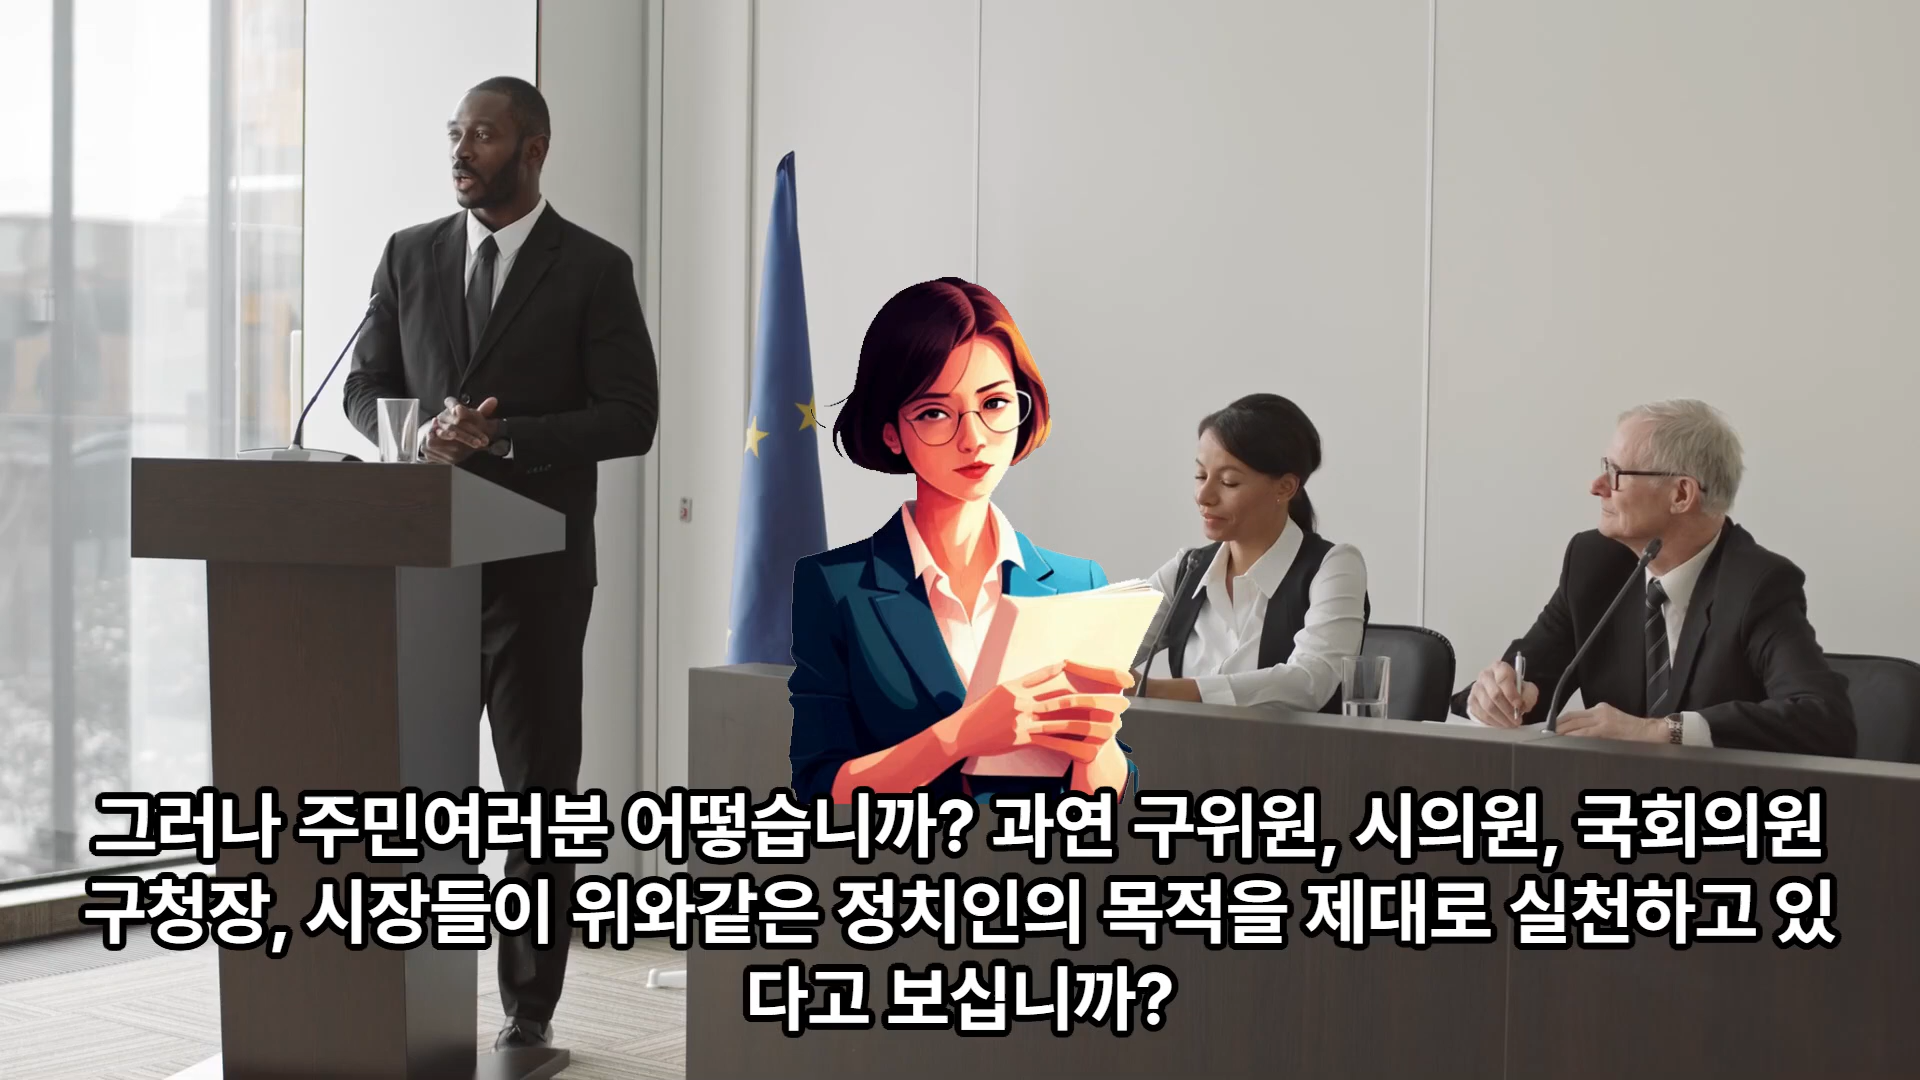 그러나 주민여러분 어떻습니까? 과연 구위원, 시의원, 국회의원
구청장, 시장들이 위와같은 정치인의 목적을 제대로 실천하고 있
다고 보십니까?